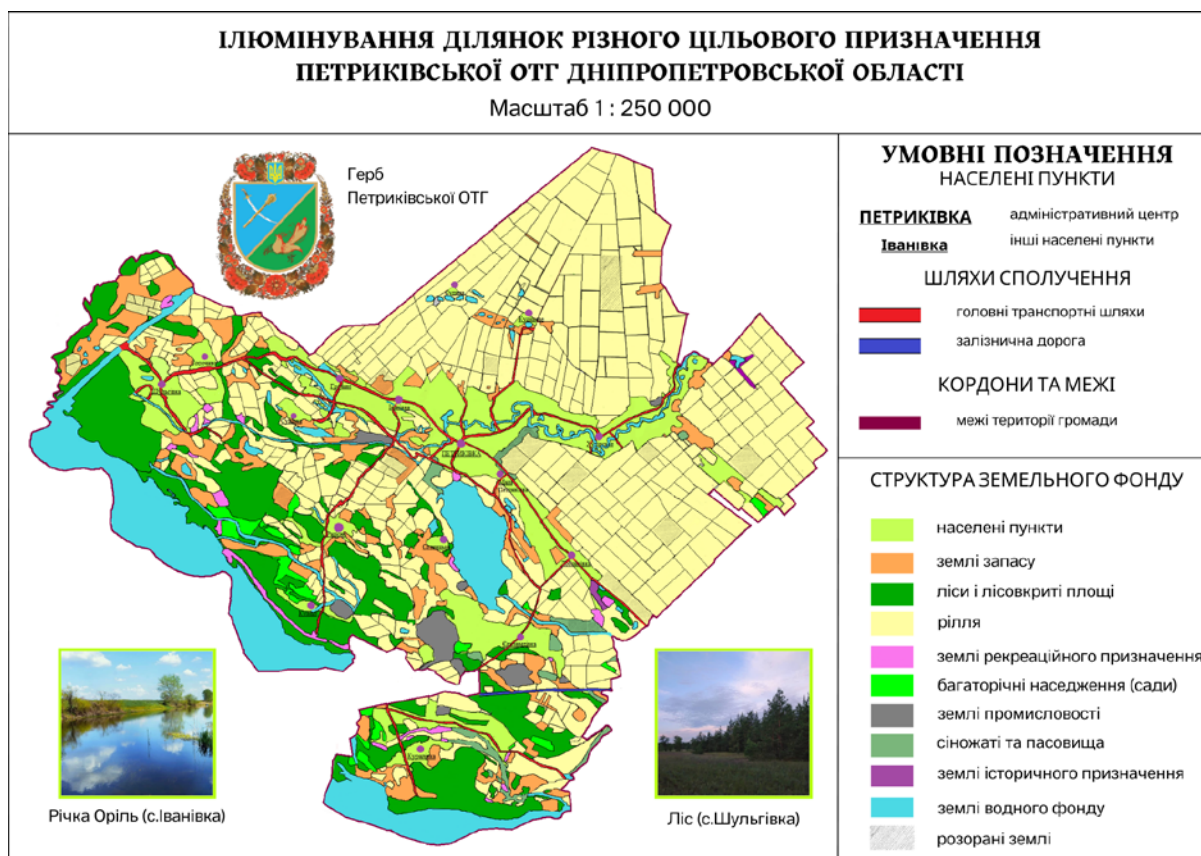 ІЛЮМІНУВАННЯ ДІЛЯНОК РІЗНОГО ЦІЛЬОВОГО ПРИЗНАЧЕННЯ
ПЕТРИКІВСЬКОЇ ОТГ ДНІПРОПЕТРОВСЬКОЇ ОБЛАСТІ
Масштаб 1 : 250 000
Герб
Петриківської ОТГ
ПЕТРИКІВКА
Річка Оріль (с.Іванівка)
Ліс (с.Шульгівка)
УМОВНІ ПОЗНАЧЕННЯ
НАСЕЛЕНІ ПУНКТИ
ПЕТРИКІВКА адміністративний центр
Іванівка інші населені пункти
ШЛЯХИ СПОЛУЧЕННЯ
головні транспортні шляхи
залізнична дорога
КОРДОНИ ТА МЕЖІ
межі території громади
СТРУКТУРА ЗЕМЕЛЬНОГО ФОНДУ
населені пункти
землі запасу
ліси і лісовкриті площі
рілля
землі рекреаційного призначення
багаторічні наседження (сади)
землі промисловості
сіножаті та пасовища
землі історичного призначення
землі водного фонду
розорані землі